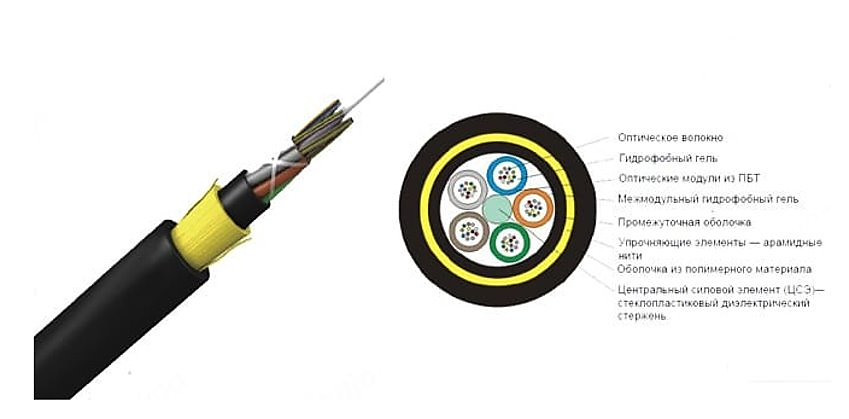 Оптическое волокно
Гидрофобный гель
Оптические модули из ПБТ
Межмодульный гидрофобный гель
Промежуточная оболочка
Упрочняющие элементы — арамидные
нити
Оболочка из полимерного материала
Центральный силовой элемент (ЦСЭ)—
стеклопластиковый диэлектрический
стержень